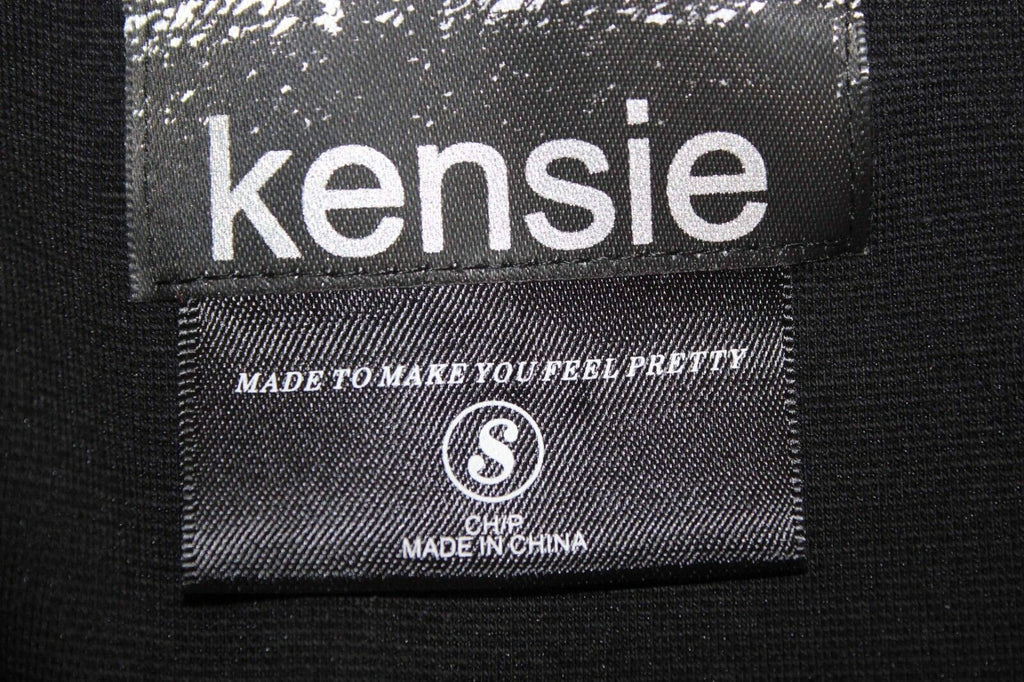 kensie
MADE TO MAKE YOU FEEL PRETTY
S
CH/P
MADE IN CHINA